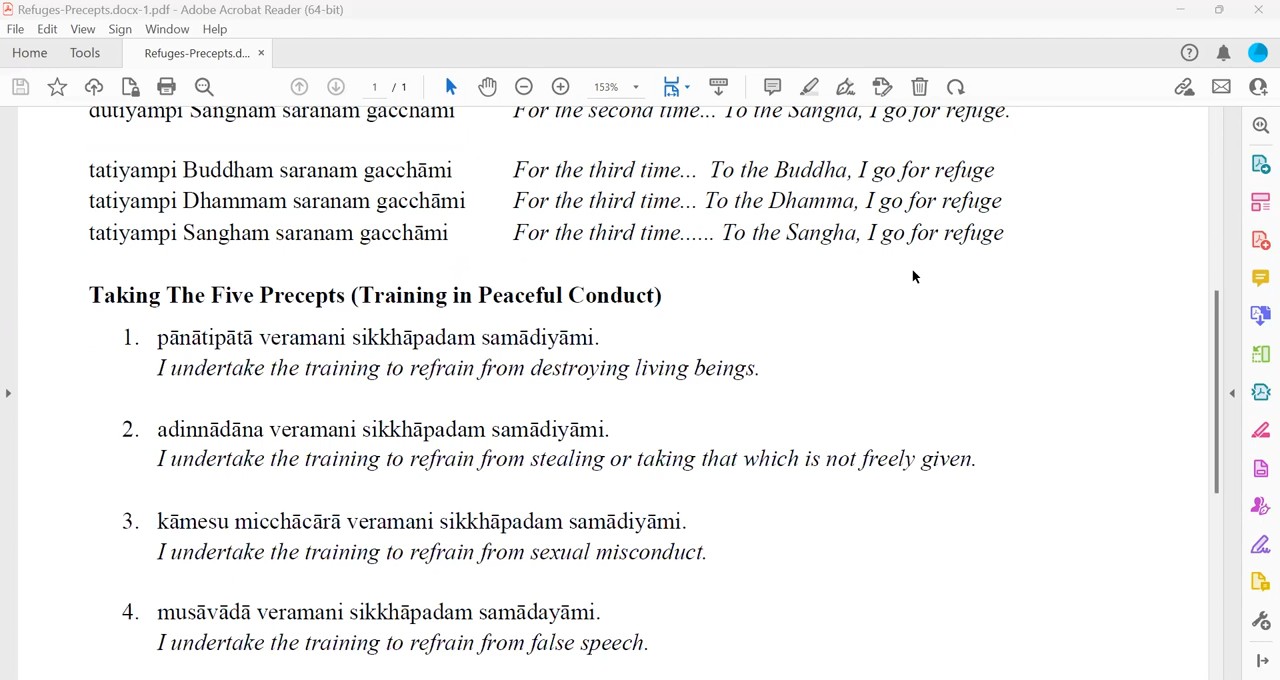 Refuges-Precepts.docx-1.pdf - Adobe Acrobat Reader (64-bit)
File Edit View Sign Window Help
Home Tools Refuges-Precepts.d... ×
1 / 1 153%
dutiyampi Sangham saranam gacchāmi For the second time... To the Sangha, I go for refuge.
tatiyampi Buddham saranam gacchāmi For the third time... To the Buddha, I go for refuge
tatiyampi Dhammam saranam gacchāmi For the third time... To the Dhamma, I go for refuge
tatiyampi Sangham saranam gacchāmi For the third time...... To the Sangha, I go for refuge
Taking The Five Precepts (Training in Peaceful Conduct)
1. pānātipātā veramani sikkhāpadam samādiyāmi.
I undertake the training to refrain from destroying living beings.
2. adinnādāna veramani sikkhāpadam samādiyāmi.
I undertake the training to refrain from stealing or taking that which is not freely given.
3. kāmesu micchācārā veramani sikkhāpadam samādiyāmi.
I undertake the training to refrain from sexual misconduct.
4. musāvādā veramani sikkhāpadam samādayāmi.
I undertake the training to refrain from false speech.